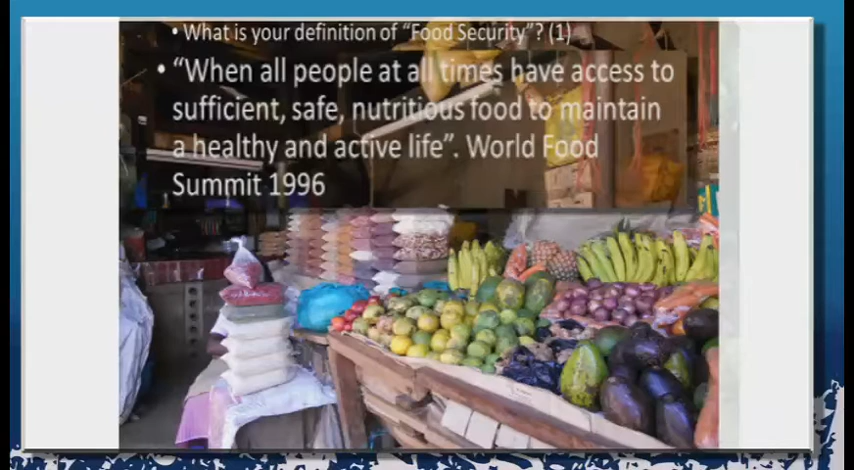 • What is your definition of “Food Security”? (1)
• “When all people at all times have access to
sufficient, safe, nutritious food to maintain
a healthy and active life”. World Food
Summit 1996